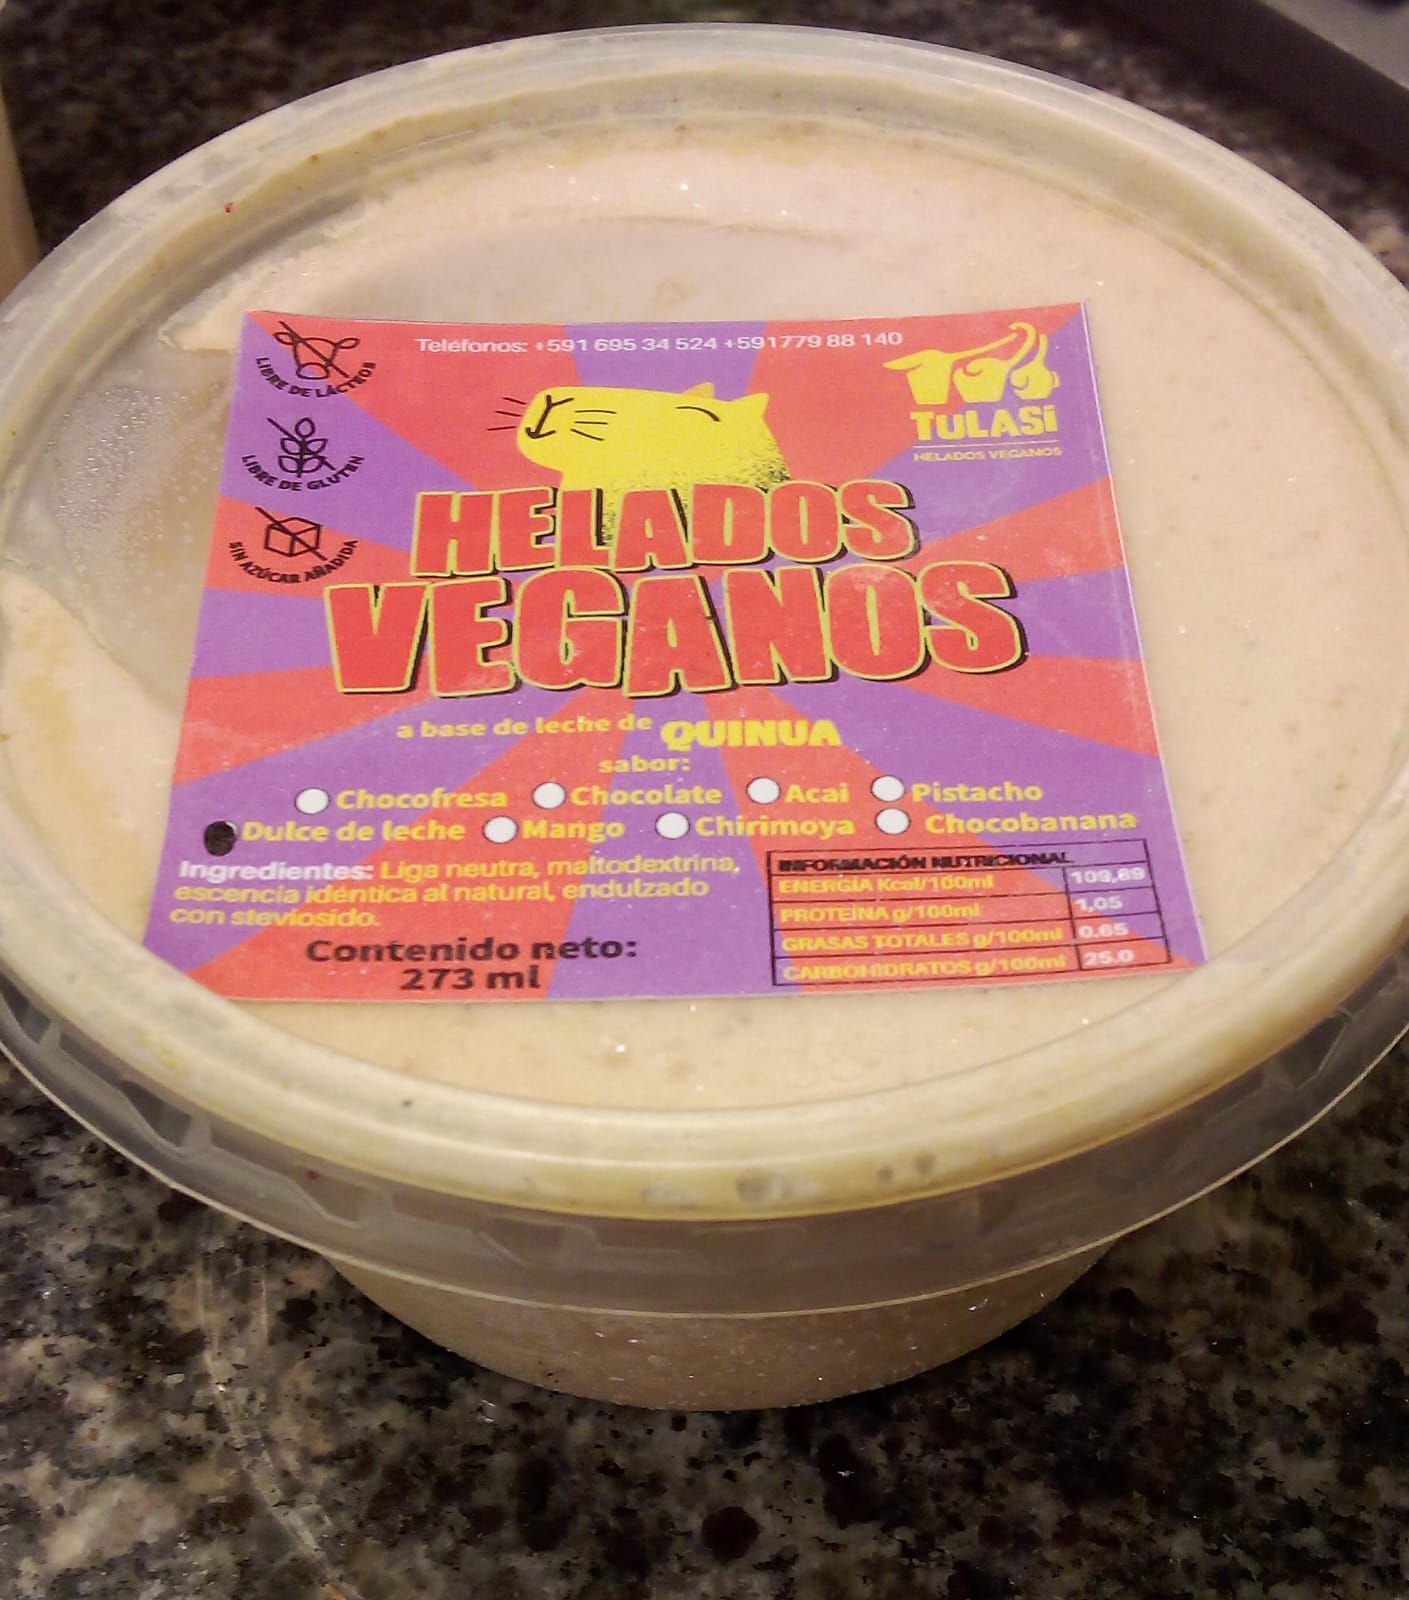 Teléfonos: +591 695 34 524 +591779 88 140
LIBRE DE LÁCTEOS
LIBRE DE GLUTEN
SIN AZÚCAR AÑADIDA
TULASi
HELADOS VEGANOS
HELADOS
VEGANOS
a base de leche de QUINUA
sabor:
Chocofresa Chocolate Acai Pistacho
Dulce de leche Mango Chirimoya Chocobanana
Ingredientes: Liga neutra, maltodextrina,
escencia idéntica al natural, endulzado
con steviosido.
Contenido neto:
273 ml
INFORMACIÓN NUTRICIONAL
ENERGÍA Kcal/100ml 109,69
PROTEÍNA g/100ml 1,05
GRASAS TOTALES g/100ml 0.65
CARBOHIDRATOS g/100ml 25.0